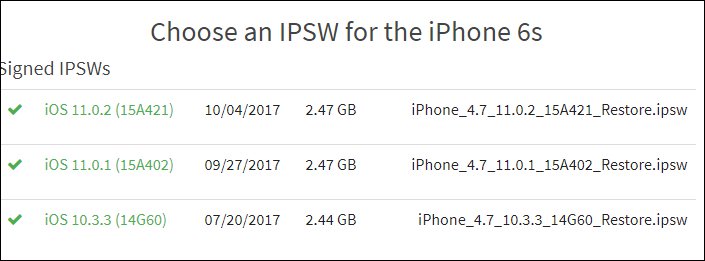 Choose an IPSW for the iPhone 6s
Signed IPSWs
iOS 11.0.2 (15A421) 10/04/2017 2.47 GB iPhone_4.7_11.0.2_15A421_Restore.ipsw
iOS 11.0.1 (15A402) 09/27/2017 2.47 GB iPhone_4.7_11.0.1_15A402_Restore.ipsw
iOS 10.3.3 (14G60) 07/20/2017 2.44 GB iPhone_4.7_10.3.3_14G60_Restore.ipsw